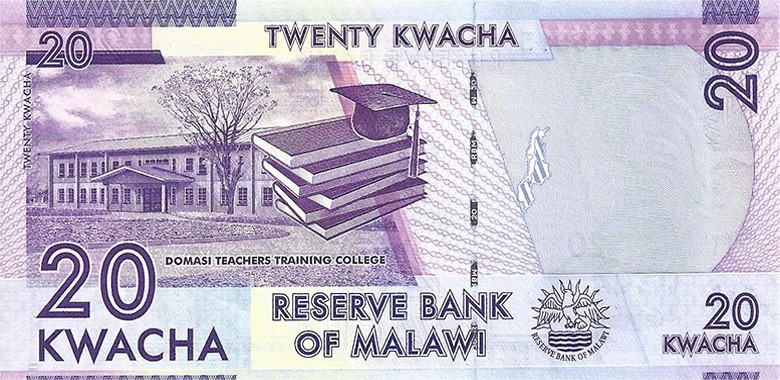 20
TWENTY KWACHA
20
TWENTY KWACHA
DOMASI TEACHERS TRAINING COLLEGE
20
KWACHA
RESERVE BANK
OF MALAWI
RESERVE BANK OF MALAWI
20
KWACHA